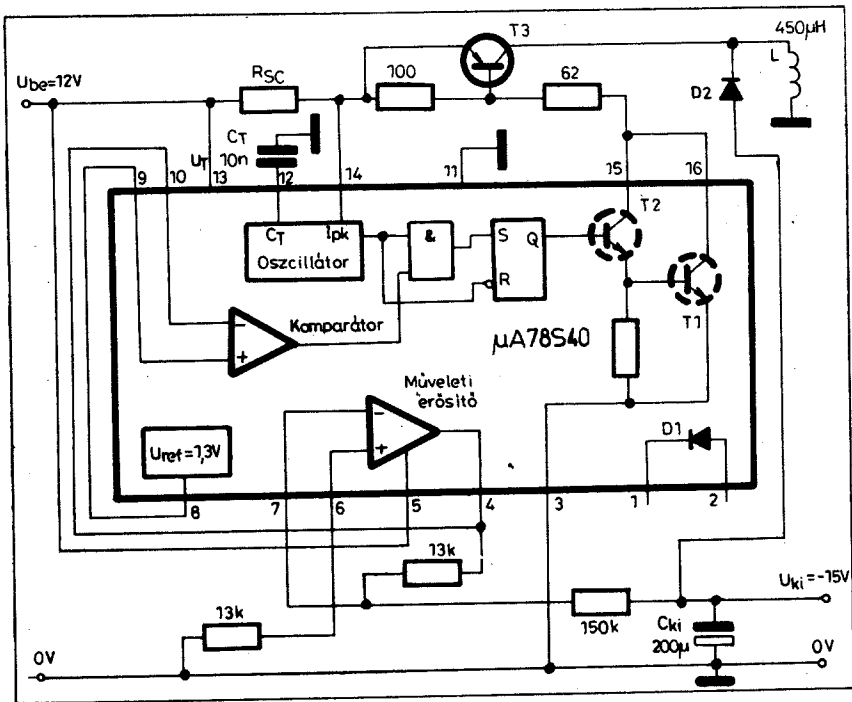 T3
450µH
Ube=12V
RSC
100
62
L
D2
CT
UT 10n
9 10 13 12 14 11 15 16
T2
CT Ipk
Oszcillátor
&
S Q
R
T1
Komparátor
−
+
µA78S40
Műveleti
erősítő
−
+
D1
Uref=1,3V
8 7 6 5 4 3 1 2
13k
Uki=-15V
13k
150k
Cki
200µ
0V
0V